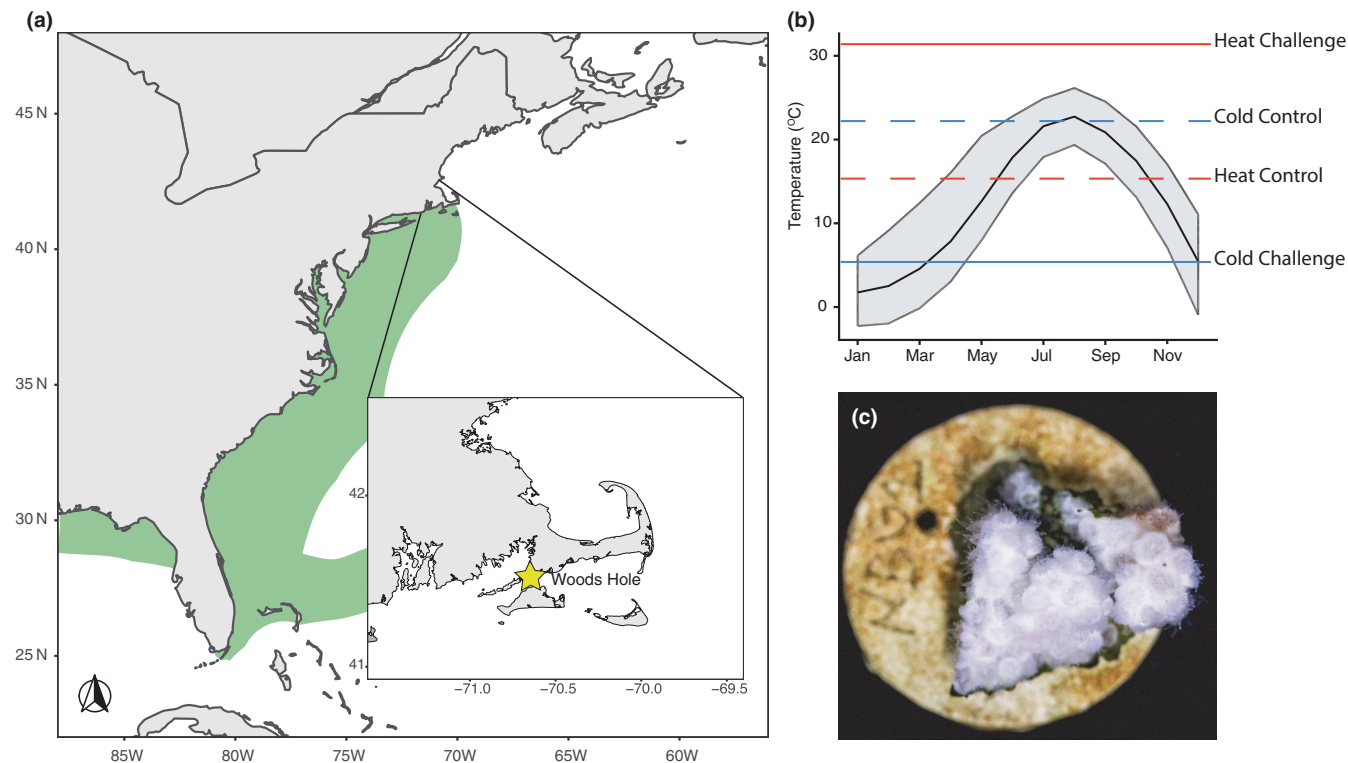 (a)
45 N
40 N
35 N
30 N
25 N
85W
80W
75W
70W
65W
60W
42
41
Woods Hole
−71.0
−70.5
−70.0
−69.5
(b)
Temperature (°C)
30
20
10
0
Jan
Mar
May
Jul
Sep
Nov
Heat Challenge
Cold Control
Heat Control
Cold Challenge
(c)